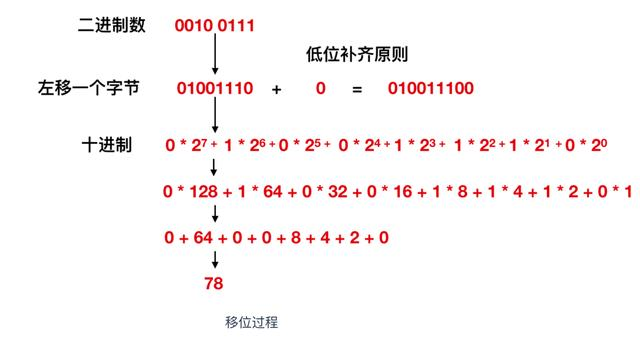 二进制数 0010 0111
低位补齐原则
左移一个字节 01001110 + 0 = 010011100
十进制 0 * 2⁷ + 1 * 2⁶ + 0 * 2⁵ + 0 * 2⁴ + 1 * 2³ + 1 * 2² + 1 * 2¹ + 0 * 2⁰
0 * 128 + 1 * 64 + 0 * 32 + 0 * 16 + 1 * 8 + 1 * 4 + 1 * 2 + 0 * 1
0 + 64 + 0 + 0 + 8 + 4 + 2 + 0
78
移位过程